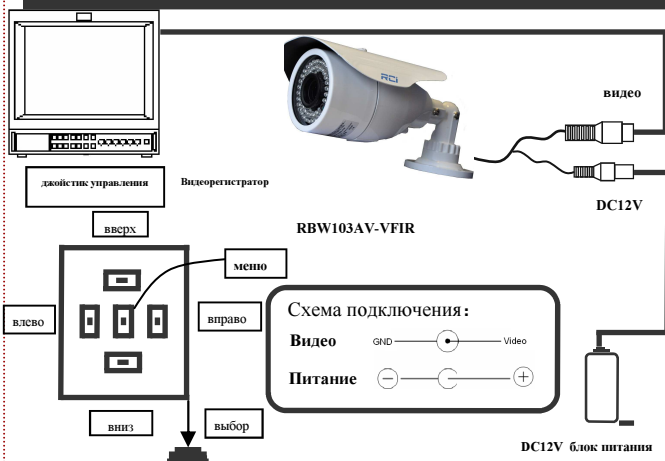 RCi
видео
джойстик управления
Видеорегистратор
DC12V
вверх
RBW103AV-VFIR
меню
влево
вправо
Схема подключения:
Видео GND Video
Питание − +
вниз
выбор
DC12V блок питания